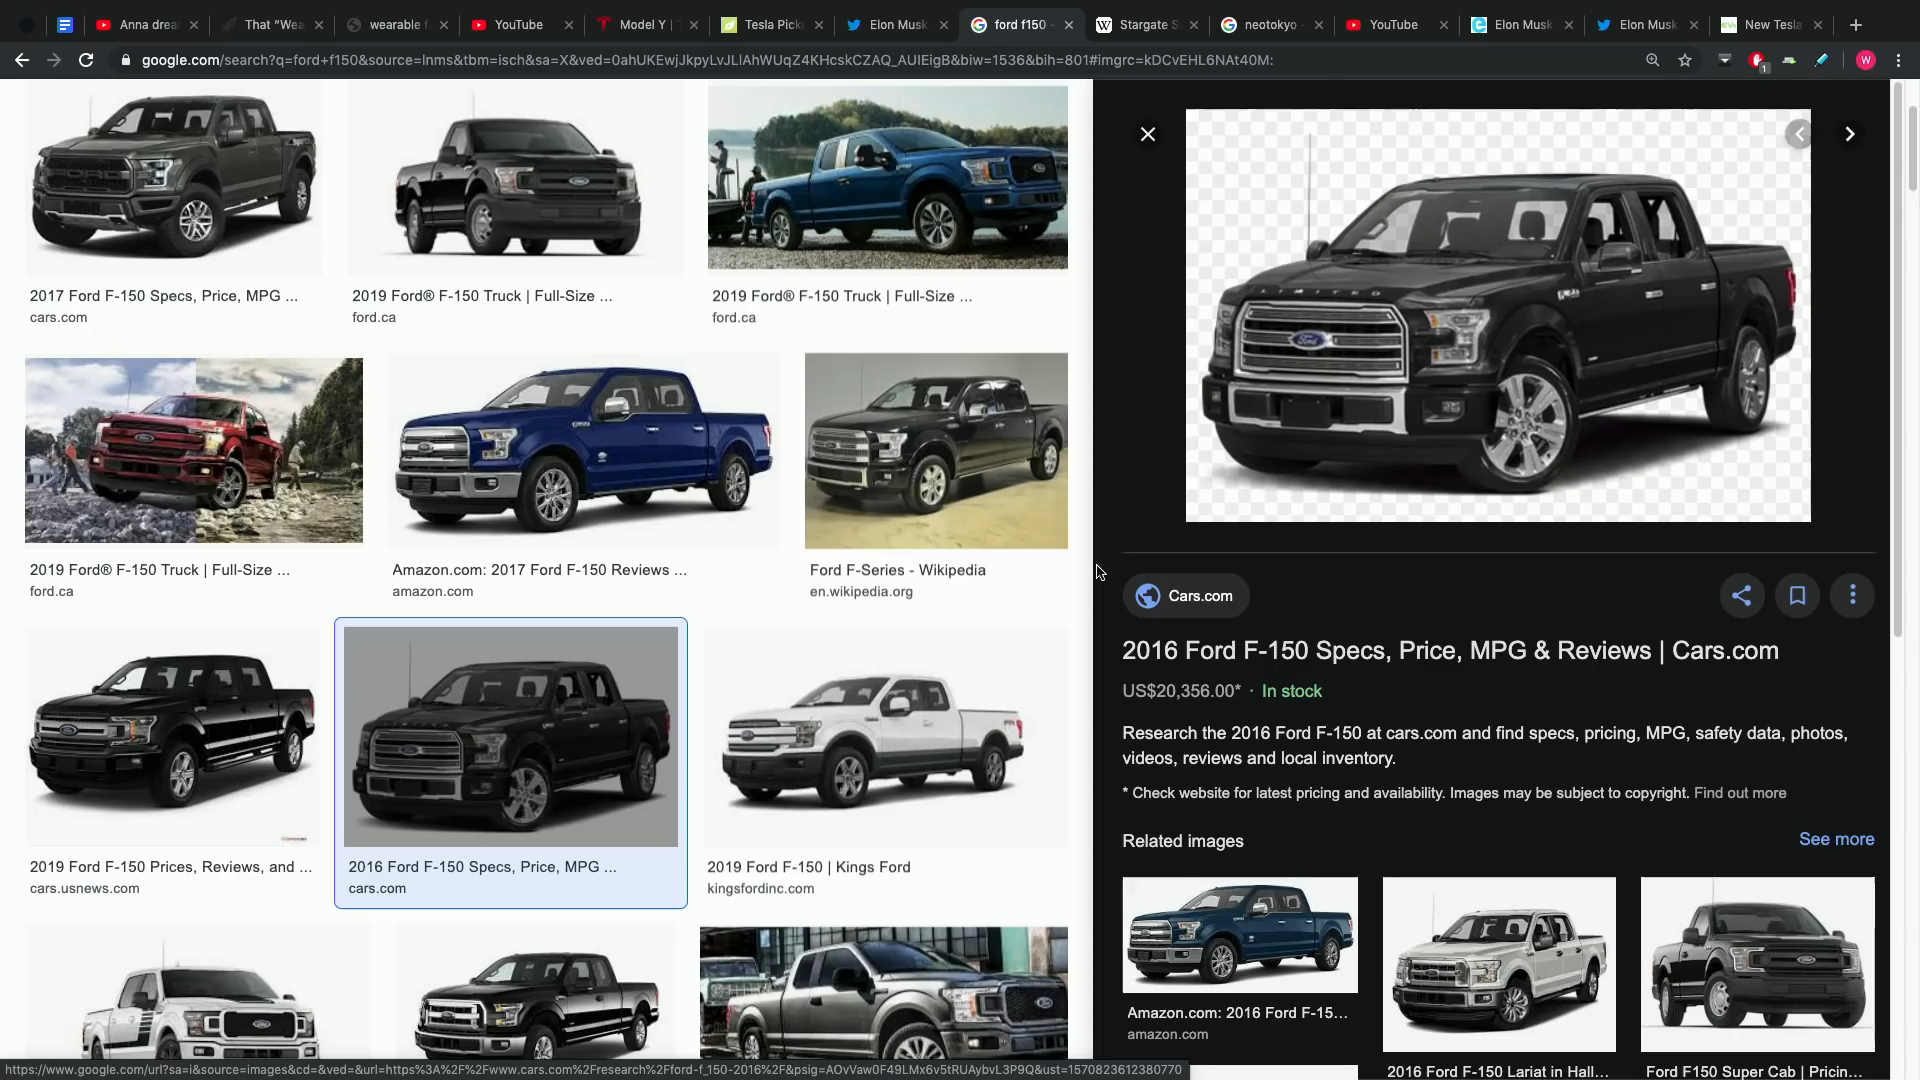 Anna drea
That “Wea
wearable f
YouTube
Model Y | T
Tesla Picku
Elon Musk
ford f150 -
Stargate S
neotokyo -
YouTube
Elon Musk
Elon Musk
New Tesla
google.com/search?q=ford+f150&source=lnms&tbm=isch&sa=X&ved=0ahUKEwjJkpyLvJLlAhWUqZ4KHcskCZAQ_AUIEigB&biw=1536&bih=801#imgrc=kDCvEHL6NAt40M:
1
W
2017 Ford F-150 Specs, Price, MPG ...
cars.com
2019 Ford® F-150 Truck | Full-Size ...
ford.ca
2019 Ford® F-150 Truck | Full-Size ...
ford.ca
2019 Ford® F-150 Truck | Full-Size ...
ford.ca
Amazon.com: 2017 Ford F-150 Reviews ...
amazon.com
Ford F-Series - Wikipedia
en.wikipedia.org
2019 Ford F-150 Prices, Reviews, and ...
cars.usnews.com
2016 Ford F-150 Specs, Price, MPG ...
cars.com
2019 Ford F-150 | Kings Ford
kingsfordinc.com
LIMITED
Ford
Cars.com
2016 Ford F-150 Specs, Price, MPG & Reviews | Cars.com
US$20,356.00* · In stock
Research the 2016 Ford F-150 at cars.com and find specs, pricing, MPG, safety data, photos,
videos, reviews and local inventory.
* Check website for latest pricing and availability. Images may be subject to copyright. Find out more
Related images
See more
Amazon.com: 2016 Ford F-15...
amazon.com
2016 Ford F-150 Lariat in Hall...
Ford F150 Super Cab | Pricin...
https://www.google.com/url?sa=i&source=images&cd=&ved=&url=https%3A%2F%2Fwww.cars.com%2Fresearch%2Fford-f_150-2016%2F&psig=AOvVaw0F49LMx6v5tRUAybvL3P9Q&ust=1570823612380770